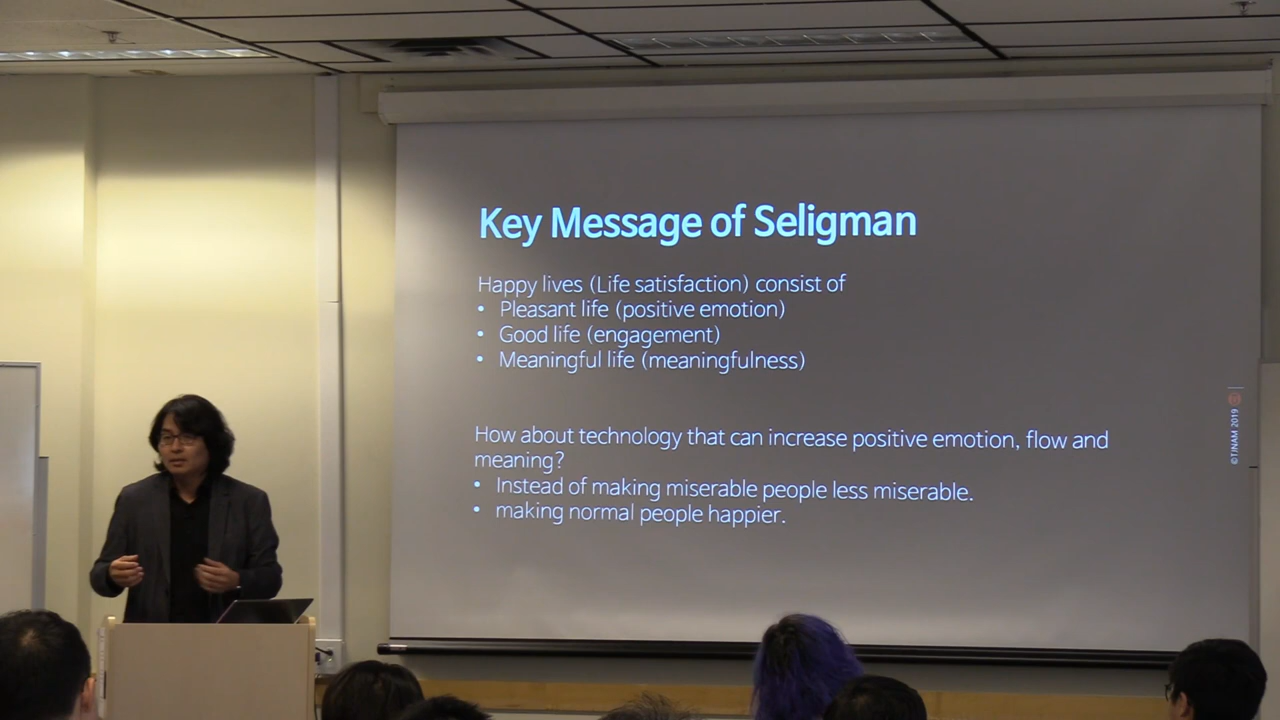 Key Message of Seligman
Happy lives (Life satisfaction) consist of
• Pleasant life (positive emotion)
• Good life (engagement)
• Meaningful life (meaningfulness)
How about technology that can increase positive emotion, flow and
meaning?
• Instead of making miserable people less miserable.
• making normal people happier.
©TJNAM 2019